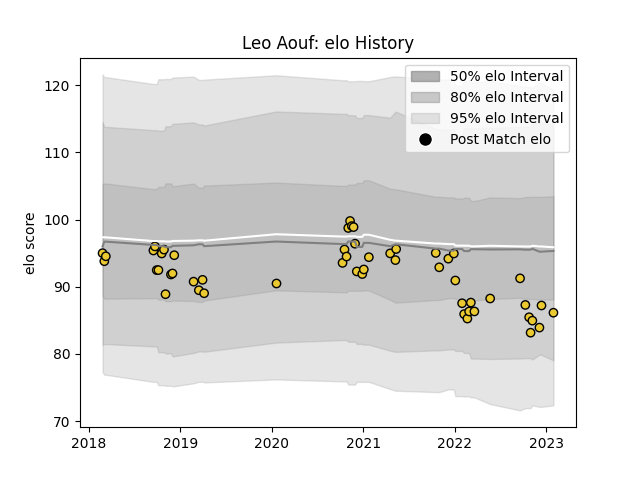 Leo Aouf: elo History
50% elo Interval
80% elo Interval
95% elo Interval
Post Match elo
elo score
120
110
100
90
80
70
2018 2019 2020 2021 2022 2023